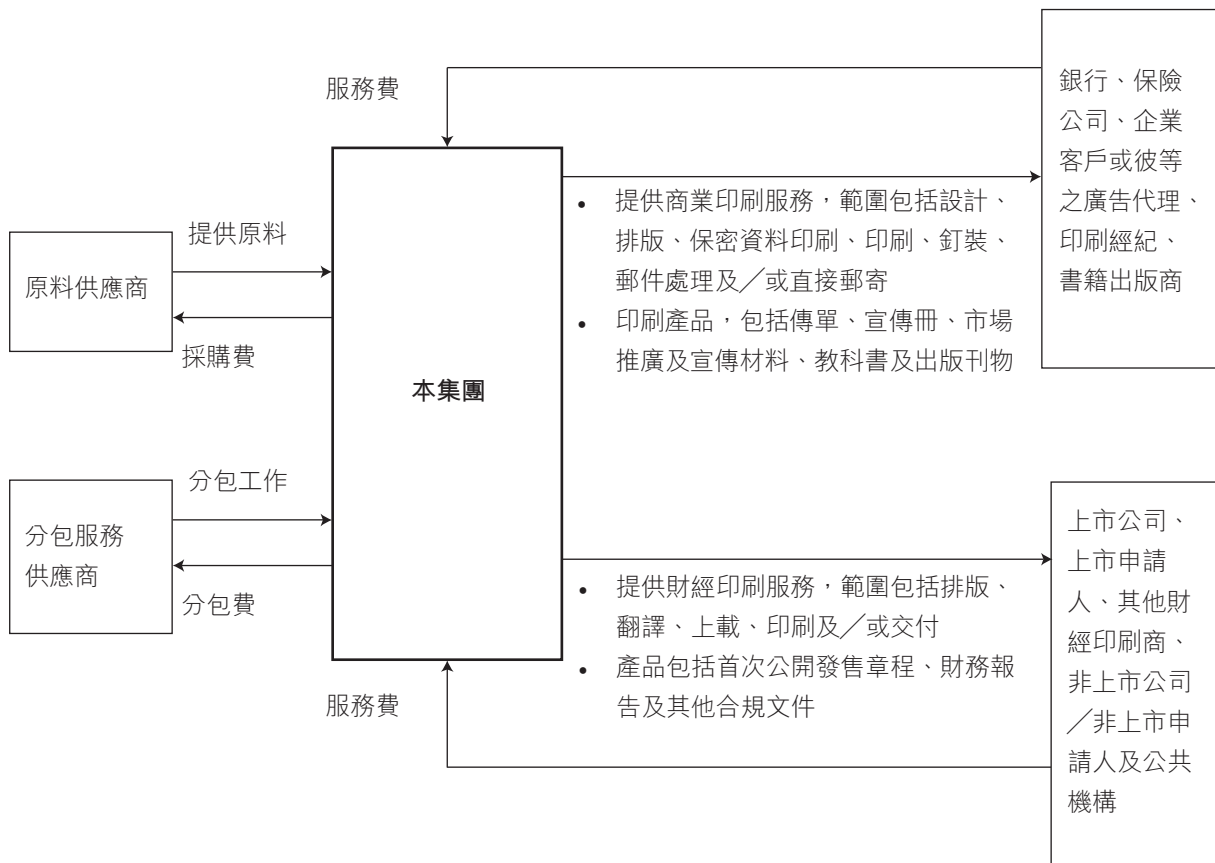 服務費
銀行、保險
公司、企業
客戶或彼等
之廣告代理、
印刷經紀、
書籍出版商
• 提供商業印刷服務，範圍包括設計、
排版、保密資料印刷、印刷、釘裝、
郵件處理及╱或直接郵寄
• 印刷產品，包括傳單、宣傳冊、市場
推廣及宣傳材料、教科書及出版刊物
提供原料
原料供應商
採購費
本集團
分包工作
分包服務
供應商
分包費
• 提供財經印刷服務，範圍包括排版、
翻譯、上載、印刷及╱或交付
• 產品包括首次公開發售章程、財務報
告及其他合規文件
服務費
上市公司、
上市申請
人、其他財
經印刷商、
非上市公司
╱非上市申
請人及公共
機構